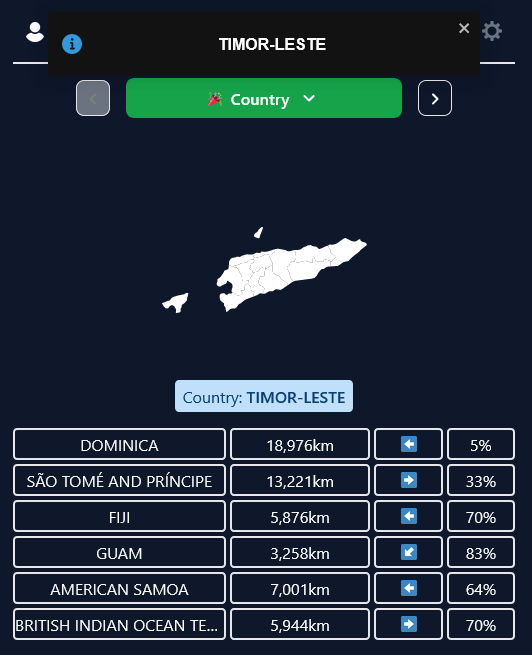 TIMOR-LESTE
Country
Country: TIMOR-LESTE
DOMINICA 18,976km 5%
SÃO TOMÉ AND PRÍNCIPE 13,221km 33%
FIJI 5,876km 70%
GUAM 3,258km 83%
AMERICAN SAMOA 7,001km 64%
BRITISH INDIAN OCEAN TE... 5,944km 70%